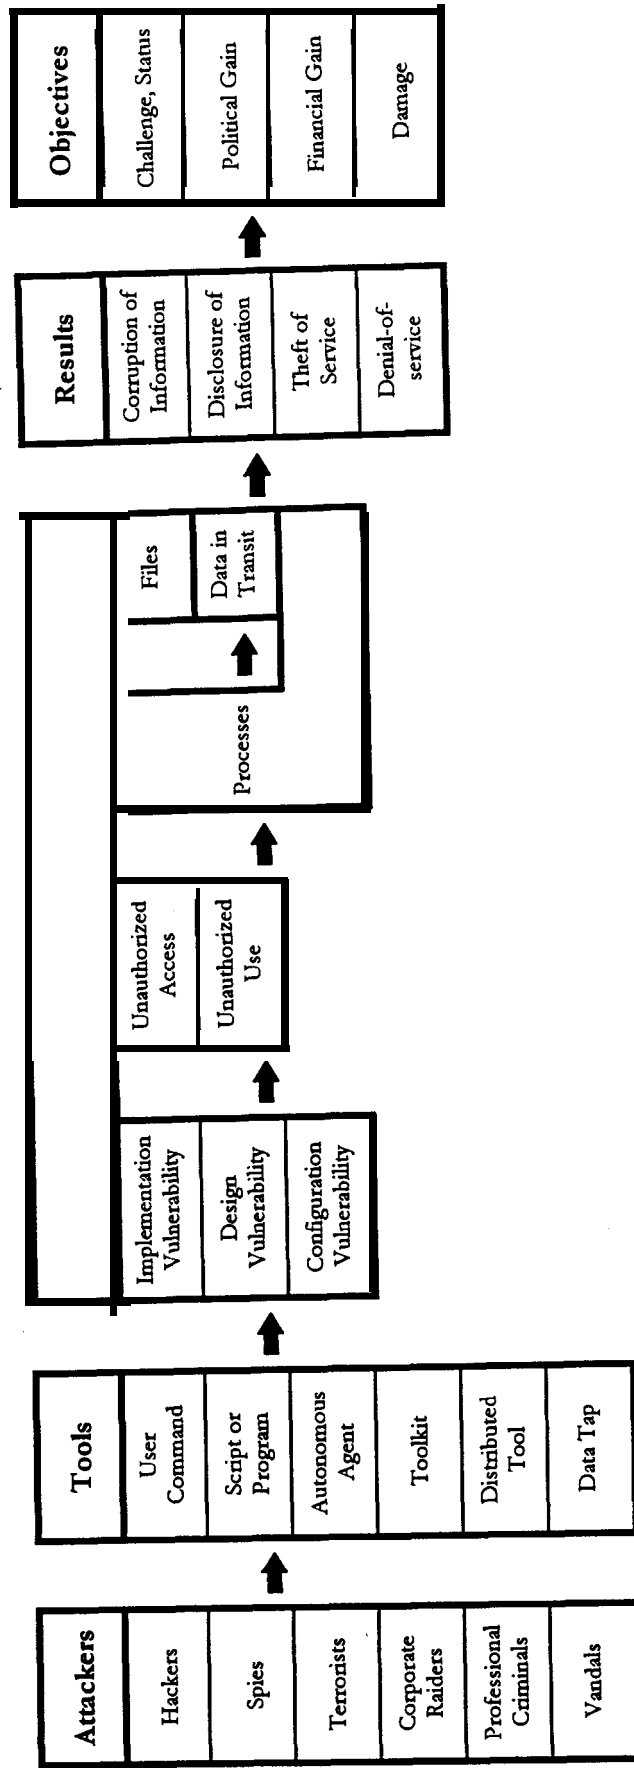 Attackers
Hackers
Spies
Terrorists
Corporate
Raiders
Professional
Criminals
Vandals
Tools
User
Command
Script or
Program
Autonomous
Agent
Toolkit
Distributed
Tool
Data Tap
Implementation
Vulnerability
Design
Vulnerability
Configuration
Vulnerability
Unauthorized
Access
Unauthorized
Use
Processes
Files
Data in
Transit
Results
Corruption of
Information
Disclosure of
Information
Theft of
Service
Denial-of-
service
Objectives
Challenge, Status
Political Gain
Financial Gain
Damage